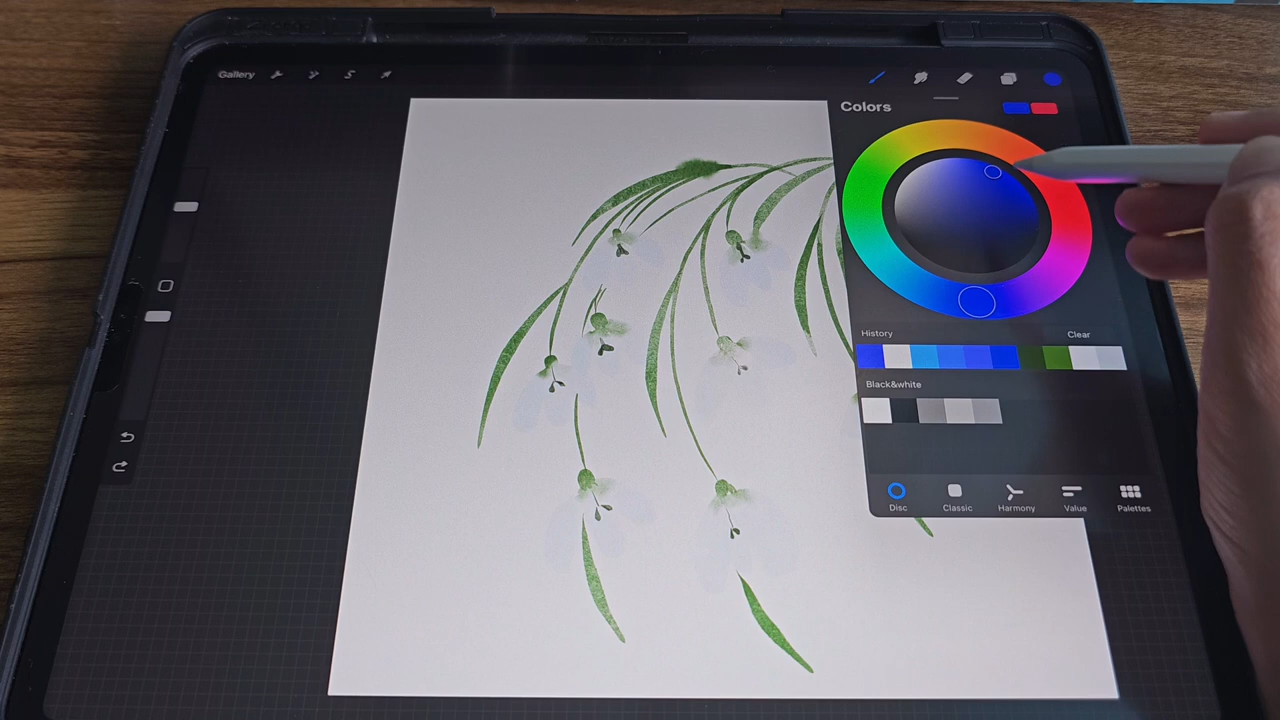 Gallery
Colors
History
Clear
Black&white
Disc
Classic
Harmony
Value
Palettes